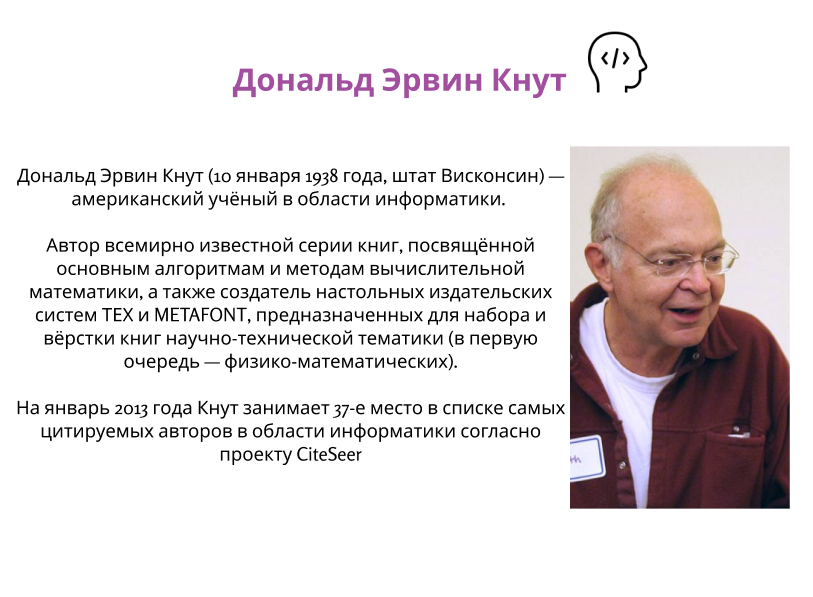 Дональд Эрвин Кнут
</>
Дональд Эрвин Кнут (10 января 1938 года, штат Висконсин) —
американский учёный в области информатики.
Автор всемирно известной серии книг, посвящённой
основным алгоритмам и методам вычислительной
математики, а также создатель настольных издательских
систем TEX и METAFONT, предназначенных для набора и
вёрстки книг научно-технической тематики (в первую
очередь — физико-математических).
На январь 2013 года Кнут занимает 37-е место в списке самых
цитируемых авторов в области информатики согласно
проекту CiteSeer
th